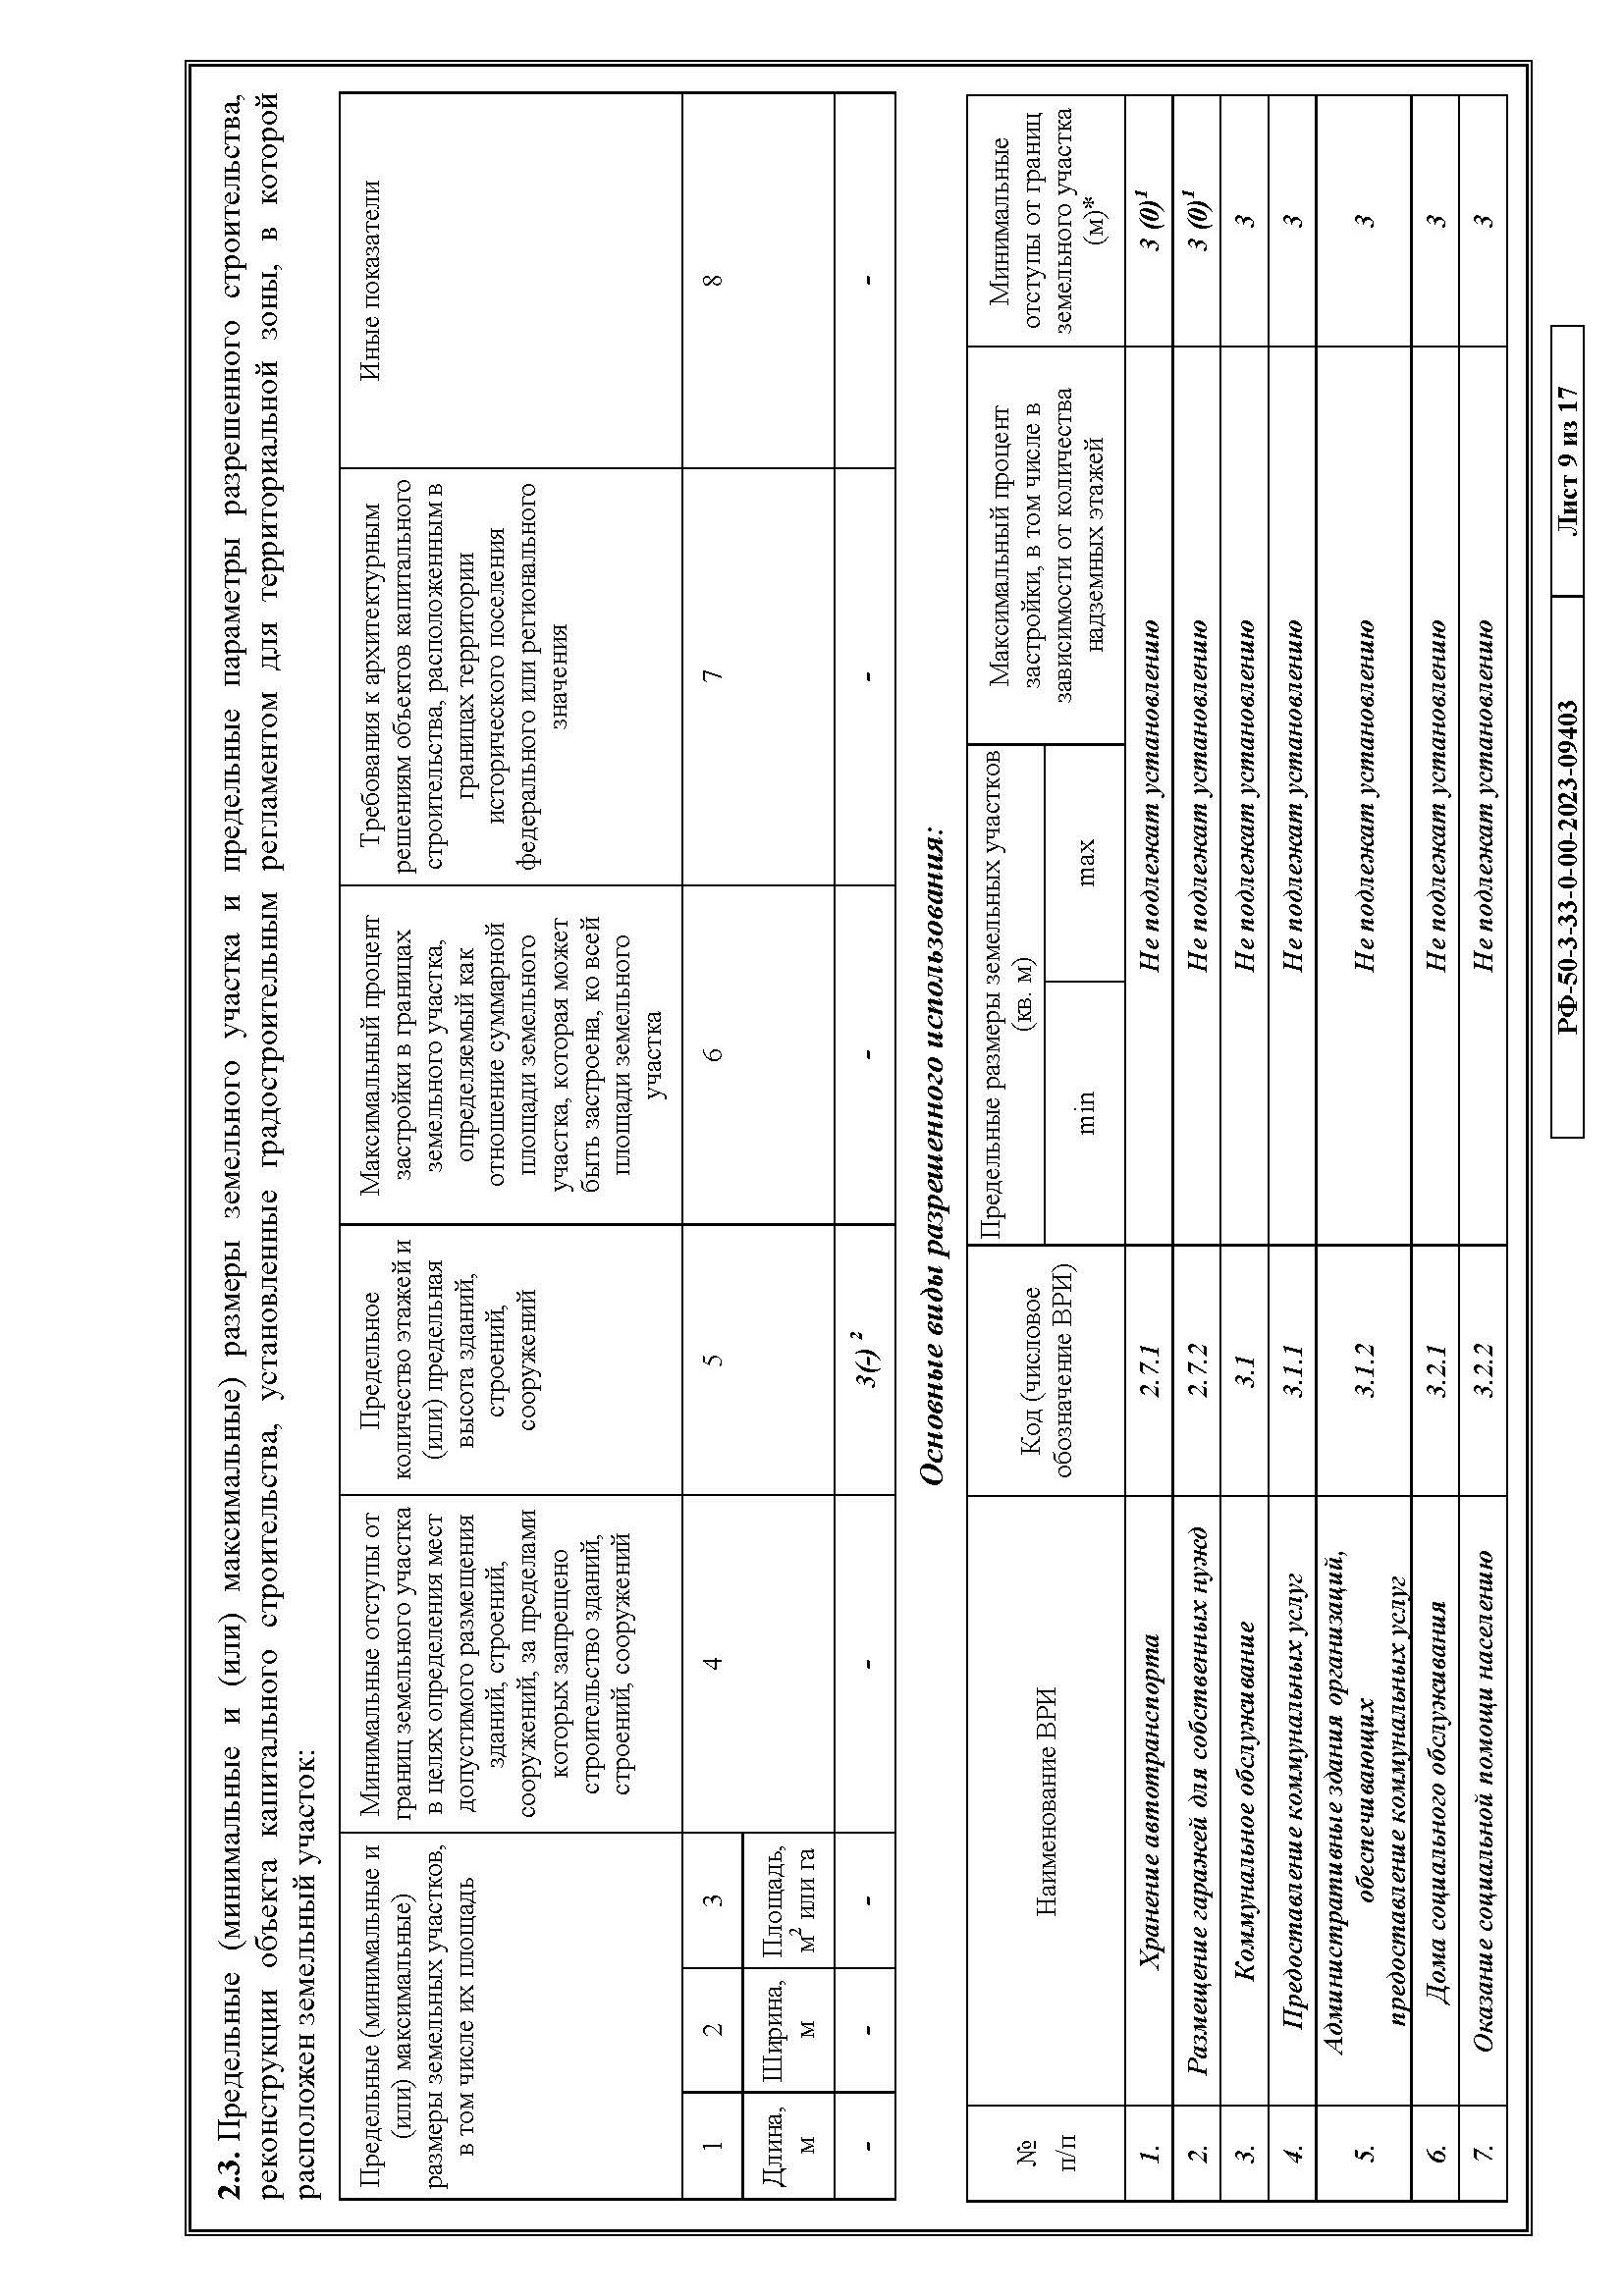 2.3. Предельные (минимальные и (или) максимальные) размеры земельного участка и предельные параметры разрешенного строительства,
реконструкции объекта капитального строительства, установленные градостроительным регламентом для территориальной зоны, в которой
расположен земельный участок:
Предельные (минимальные и
(или) максимальные)
размеры земельных участков,
в том числе их площадь
Минимальные отступы от
границ земельного участка
в целях определения мест
допустимого размещения
зданий, строений,
сооружений, за пределами
которых запрещено
строительство зданий,
строений, сооружений
Предельное
количество этажей и
(или) предельная
высота зданий,
строений,
сооружений
Максимальный процент
застройки в границах
земельного участка,
определяемый как
отношение суммарной
площади земельного
участка, которая может
быть застроена, ко всей
площади земельного
участка
Требования к архитектурным
решениям объектов капитального
строительства, расположенным в
границах территории
исторического поселения
федерального или регионального
значения
Иные показатели
1 2 3 4 5 6 7 8
Длина,
м
Ширина,
м
Площадь,
м2 или га
- - - - 3(-) 2 - - -
Основные виды разрешенного использования:
№
п/п
Наименование ВРИ
Код (числовое
обозначение ВРИ)
Предельные размеры земельных участков
(кв. м)
min
max
Максимальный процент
застройки, в том числе в
зависимости от количества
надземных этажей
Минимальные
отступы от границ
земельного участка
(м)*
1. Хранение автотранспорта 2.7.1 Не подлежат установлению 3 (0)1
2. Размещение гаражей для собственных нужд 2.7.2 Не подлежат установлению 3 (0)1
3. Коммунальное обслуживание 3.1 Не подлежат установлению 3
4. Предоставление коммунальных услуг 3.1.1 Не подлежат установлению 3
5. Административные здания организаций,
обеспечивающих
предоставление коммунальных услуг 3.1.2 Не подлежат установлению 3
6. Дома социального обслуживания 3.2.1 Не подлежат установлению 3
7. Оказание социальной помощи населению 3.2.2 Не подлежат установлению 3
РФ-50-3-33-0-00-2023-09403 Лист 9 из 17